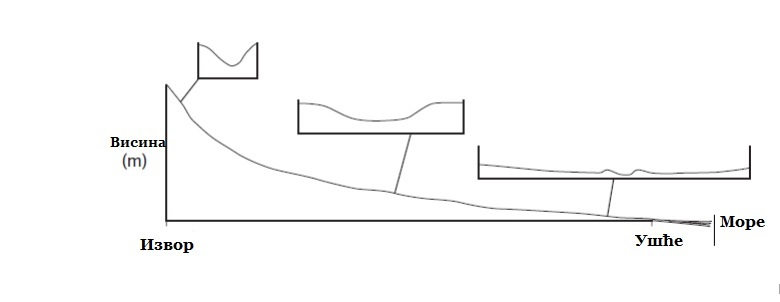 Висина
(m)
Извор
Ушће
Море